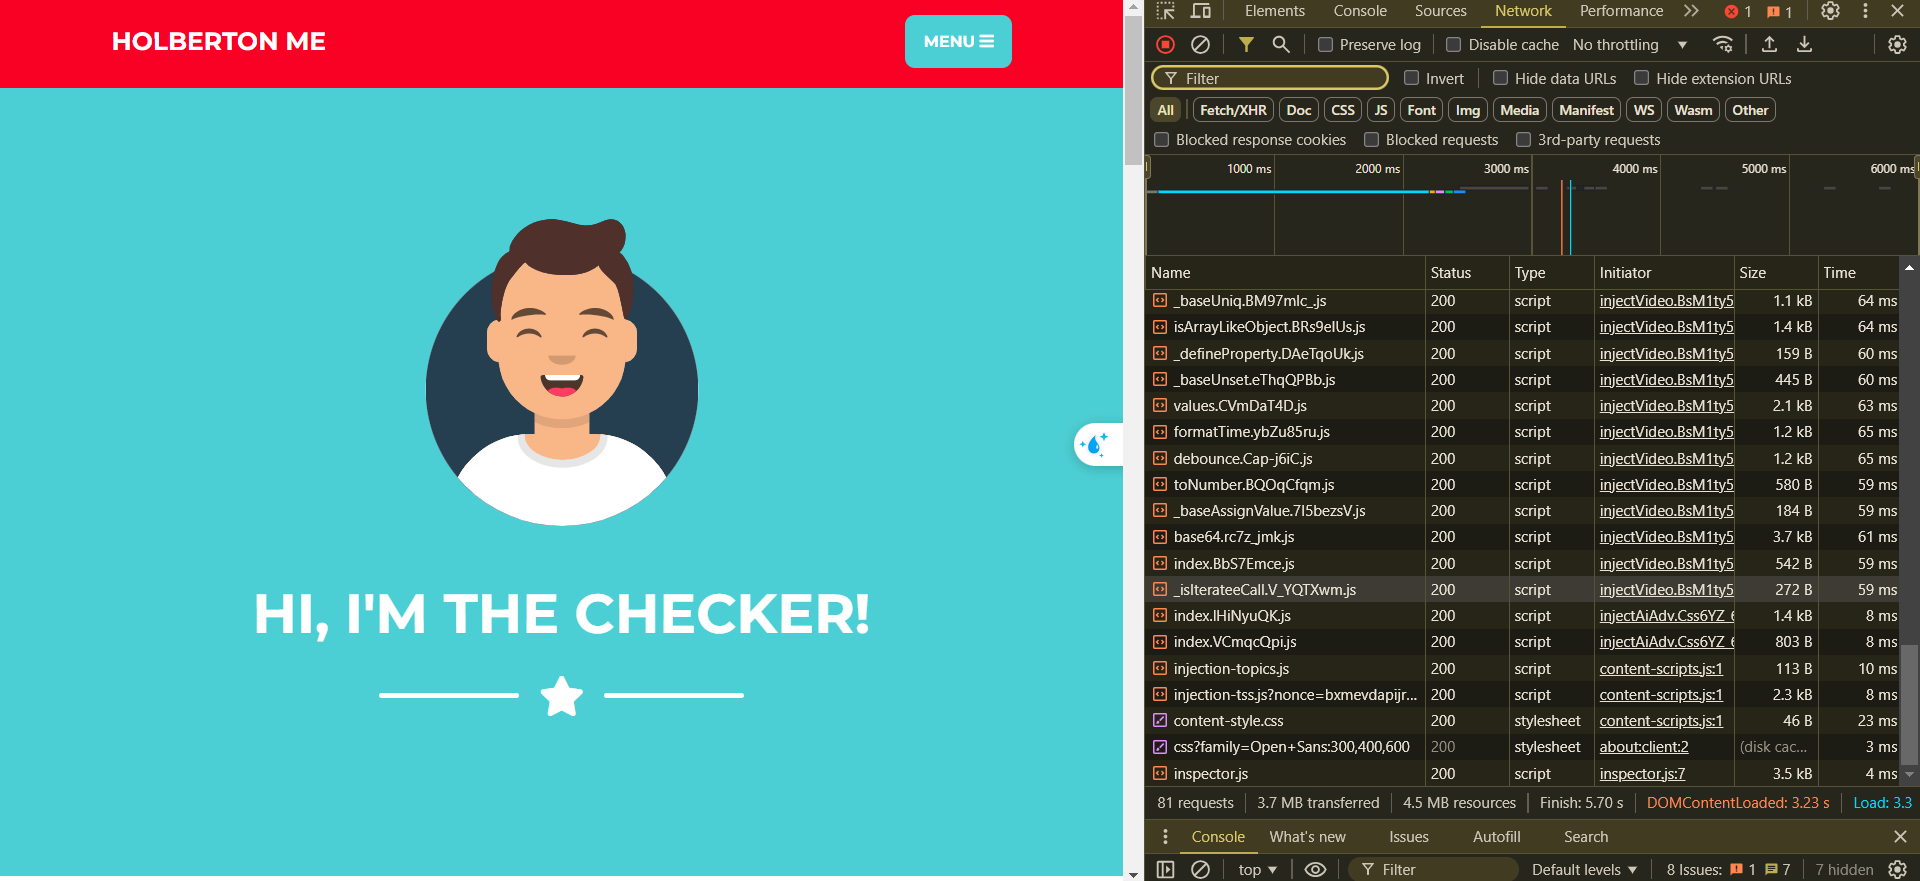 HOLBERTON ME
MENU
HI, I'M THE CHECKER!
Elements Console Sources Network Performance 1 1
Preserve log Disable cache No throttling
Filter Invert Hide data URLs Hide extension URLs
All Fetch/XHR Doc CSS JS Font Img Media Manifest WS Wasm Other
Blocked response cookies Blocked requests 3rd-party requests
1000 ms 2000 ms 3000 ms 4000 ms 5000 ms 6000 ms
Name Status Type Initiator Size Time
_baseUniq.BM97mlc_.js 200 script injectVideo.BsM1ty5 1.1 kB 64 ms
isArrayLikeObject.BRs9eIUs.js 200 script injectVideo.BsM1ty5 1.4 kB 64 ms
_defineProperty.DAeTqoUk.js 200 script injectVideo.BsM1ty5 159 B 60 ms
_baseUnset.eThqQPBb.js 200 script injectVideo.BsM1ty5 445 B 60 ms
values.CVmDaT4D.js 200 script injectVideo.BsM1ty5 2.1 kB 63 ms
formatTime.ybZu85ru.js 200 script injectVideo.BsM1ty5 1.2 kB 65 ms
debounce.Cap-j6iC.js 200 script injectVideo.BsM1ty5 1.2 kB 65 ms
toNumber.BQOqCfqm.js 200 script injectVideo.BsM1ty5 580 B 59 ms
_baseAssignValue.7I5bezsV.js 200 script injectVideo.BsM1ty5 184 B 59 ms
base64.rc7z_jmk.js 200 script injectVideo.BsM1ty5 3.7 kB 61 ms
index.BbS7Emce.js 200 script injectVideo.BsM1ty5 542 B 59 ms
_isIterateeCall.V_YQTXwm.js 200 script injectVideo.BsM1ty5 272 B 59 ms
index.lHiNyuQK.js 200 script injectAiAdv.Css6YZ_6 1.4 kB 8 ms
index.VCmqcQpi.js 200 script injectAiAdv.Css6YZ_6 803 B 8 ms
injection-topics.js 200 script content-scripts.js:1 113 B 10 ms
injection-tss.js?nonce=bxmevdapijr... 200 script content-scripts.js:1 2.3 kB 8 ms
content-style.css 200 stylesheet content-scripts.js:1 46 B 23 ms
css?family=Open+Sans:300,400,600 200 stylesheet about:client:2 (disk cac... 3 ms
inspector.js 200 script inspector.js:7 3.5 kB 4 ms
81 requests 3.7 MB transferred 4.5 MB resources Finish: 5.70 s DOMContentLoaded: 3.23 s Load: 3.3
Console What's new Issues Autofill Search
top Filter Default levels 8 Issues: 1 7 7 hidden